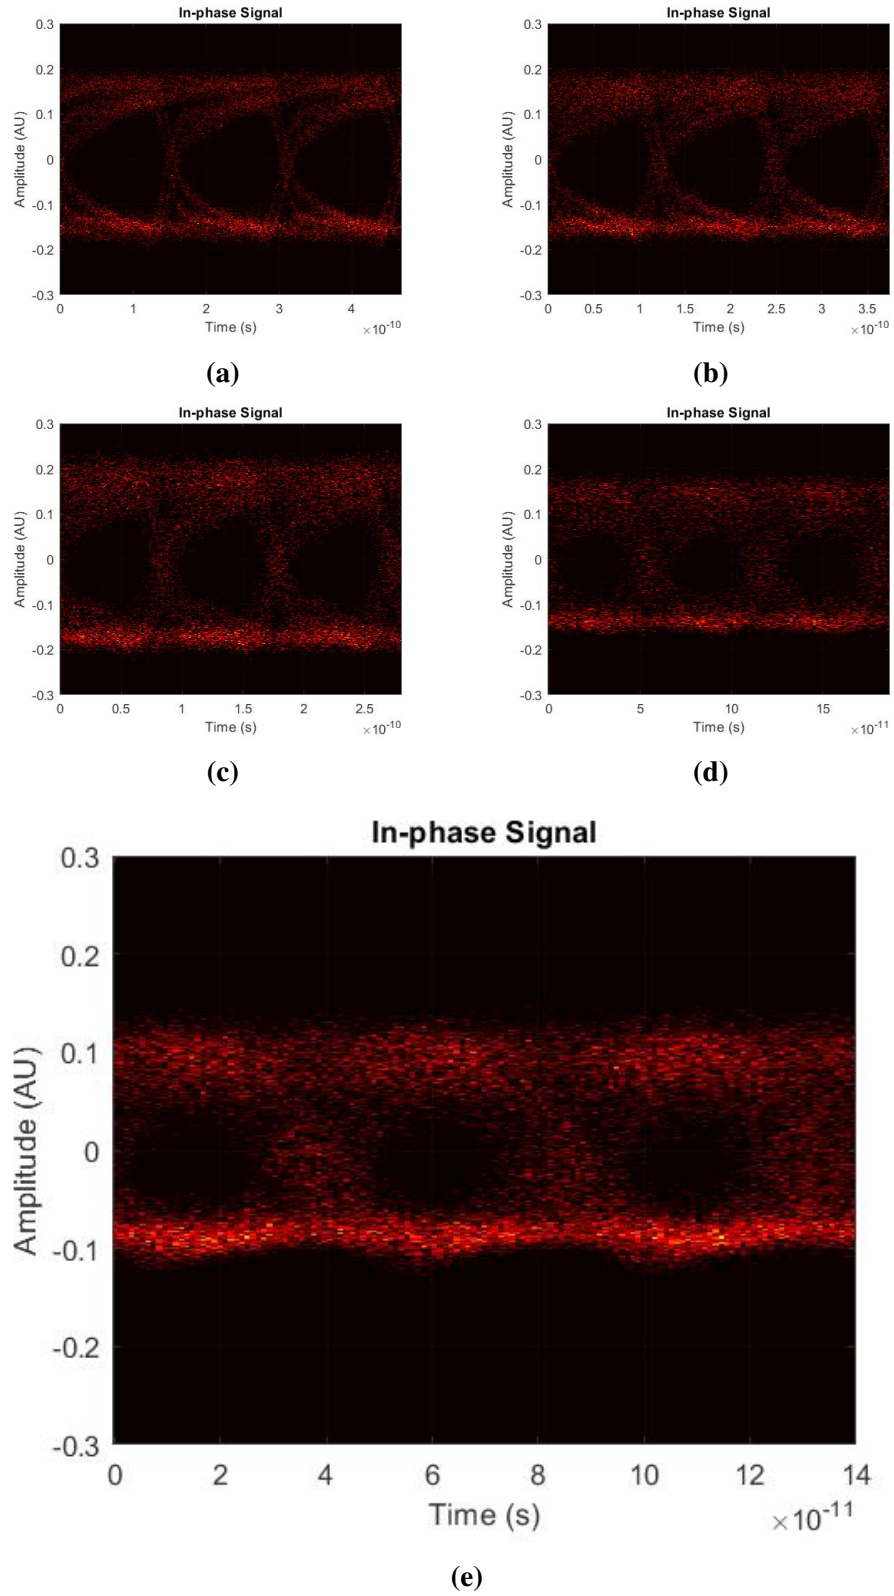 In-phase Signal
Amplitude (AU)
0.3
0.2
0.1
0
-0.1
-0.2
-0.3
0 1 2 3 4
Time (s)
×10-10
(a)
In-phase Signal
Amplitude (AU)
0.3
0.2
0.1
0
-0.1
-0.2
-0.3
0 0.5 1 1.5 2 2.5 3 3.5
Time (s)
×10-10
(b)
In-phase Signal
Amplitude (AU)
0.3
0.2
0.1
0
-0.1
-0.2
-0.3
0 0.5 1 1.5 2 2.5
Time (s)
×10-10
(c)
In-phase Signal
Amplitude (AU)
0.3
0.2
0.1
0
-0.1
-0.2
-0.3
0 5 10 15
Time (s)
×10-11
(d)
In-phase Signal
Amplitude (AU)
0.3
0.2
0.1
0
-0.1
-0.2
-0.3
0 2 4 6 8 10 12 14
Time (s)
×10-11
(e)